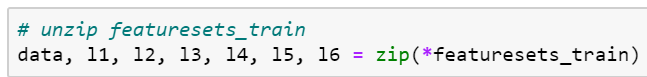 # unzip featuresets_train
data, l1, l2, l3, l4, l5, l6 = zip(*featuresets_train)